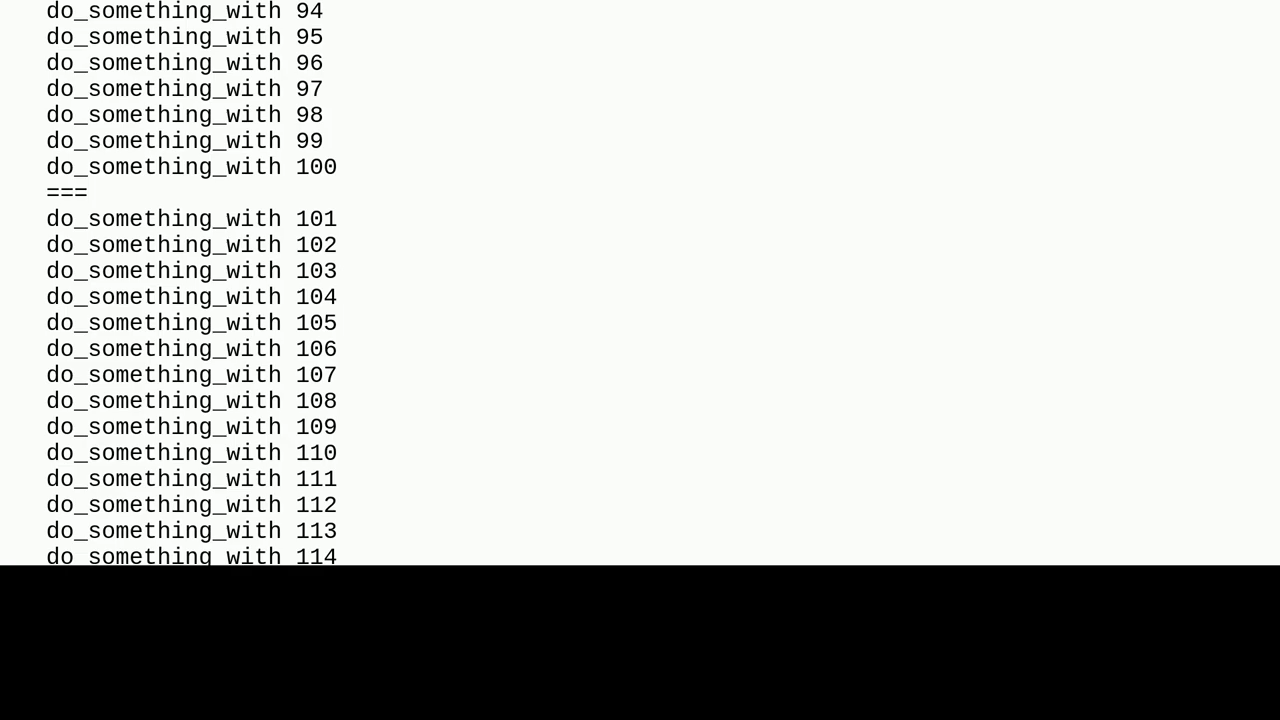 do_something_with 94
do_something_with 95
do_something_with 96
do_something_with 97
do_something_with 98
do_something_with 99
do_something_with 100
===
do_something_with 101
do_something_with 102
do_something_with 103
do_something_with 104
do_something_with 105
do_something_with 106
do_something_with 107
do_something_with 108
do_something_with 109
do_something_with 110
do_something_with 111
do_something_with 112
do_something_with 113
do_something_with 114